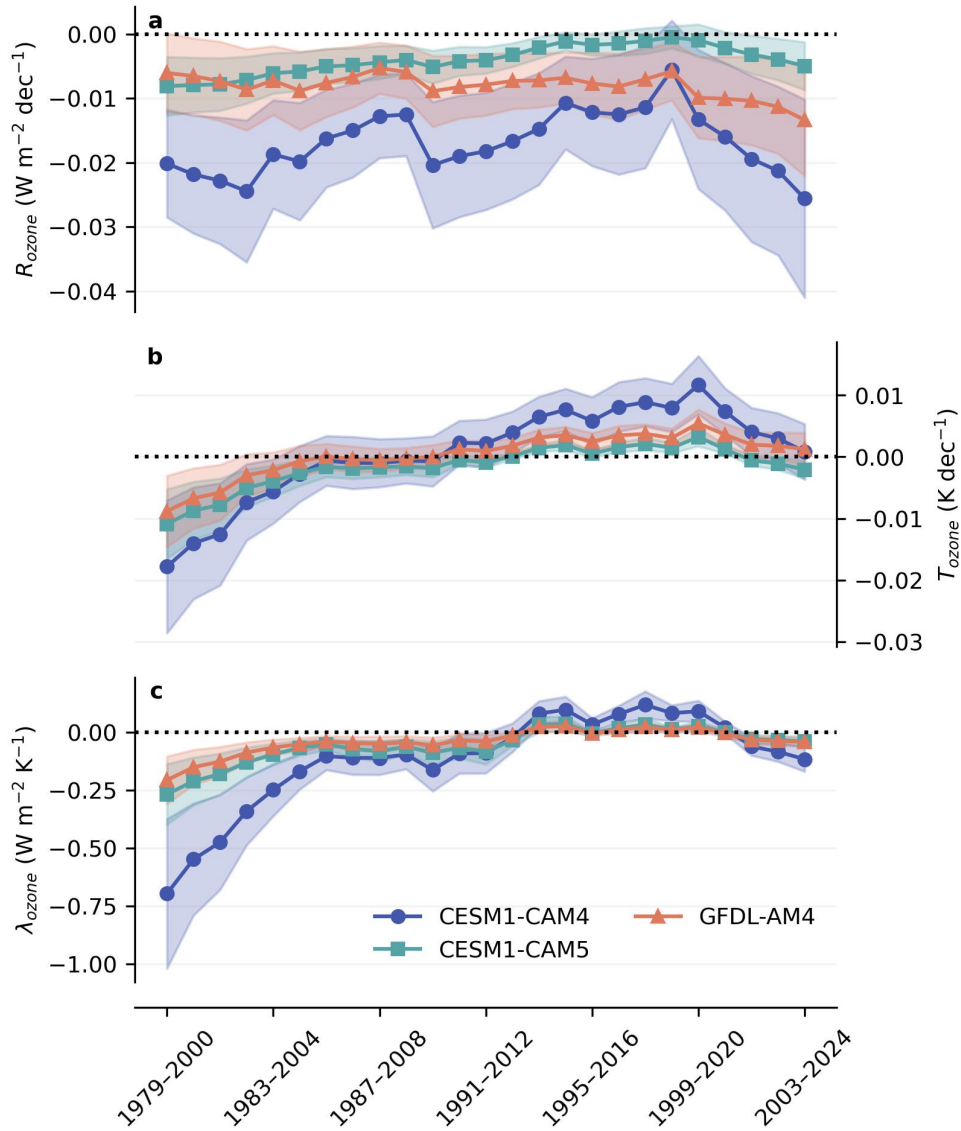 a
0.00
−0.01
−0.02
−0.03
−0.04
R_ozone (W m⁻² dec⁻¹)
b
0.01
0.00
−0.01
−0.02
−0.03
T_ozone (K dec⁻¹)
c
0.00
−0.25
−0.50
−0.75
−1.00
λ_ozone (W m⁻² K⁻¹)
CESM1-CAM4
GFDL-AM4
CESM1-CAM5
1979–2000
1983–2004
1987–2008
1991–2012
1995–2016
1999–2020
2003–2024